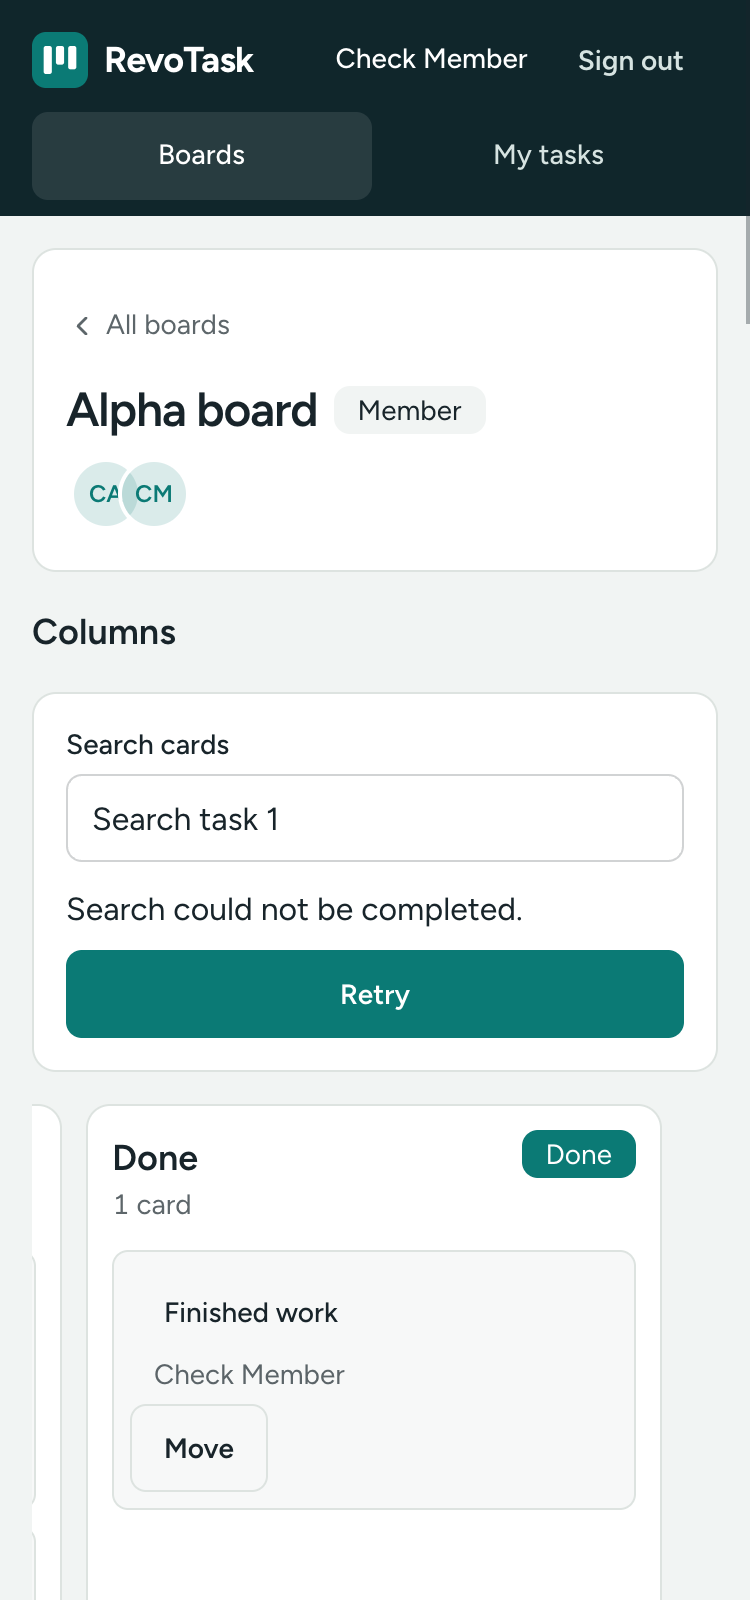 RevoTask
Check Member
Sign out
Boards
My tasks
All boards
Alpha board
Member
CA
CM
Columns
Search cards
Search task 1
Search could not be completed.
Retry
Done
Done
1 card
Finished work
Check Member
Move